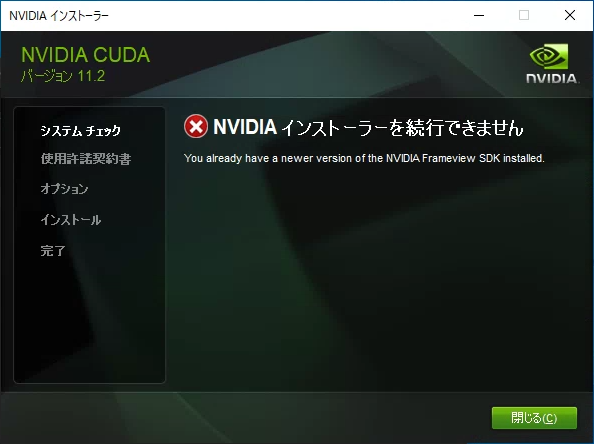 NVIDIA インストーラー
NVIDIA CUDA
バージョン 11.2
NVIDIA.
システム チェック
使用許諾契約書
オプション
インストール
完了
NVIDIA インストーラーを続行できません
You already have a newer version of the NVIDIA Frameview SDK installed.
閉じる(C)